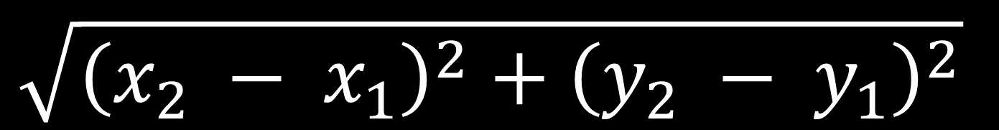 √(x₂ − x₁)² + (y₂ − y₁)²